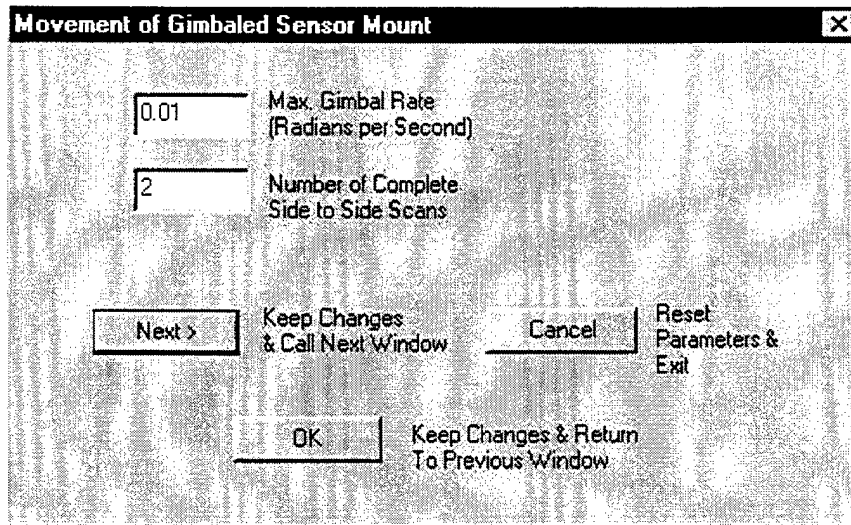 Movement of Gimbaled Sensor Mount
0.01
Max. Gimbal Rate
(Radians per Second)
2
Number of Complete
Side to Side Scans
Next >
Keep Changes
& Call Next Window
Cancel
Reset
Parameters &
Exit
OK
Keep Changes & Return
To Previous Window